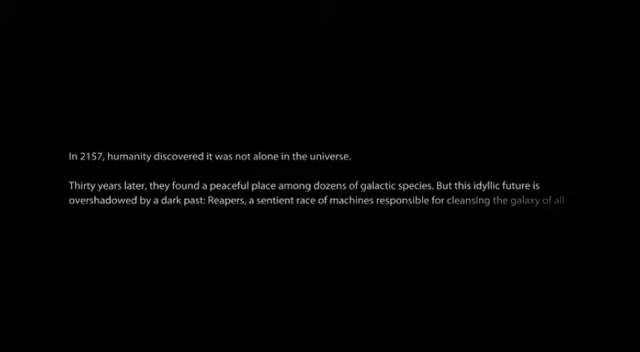 In 2157, humanity discovered it was not alone in the universe.
Thirty years later, they found a peaceful place among dozens of galactic species. But this idyllic future is
overshadowed by a dark past: Reapers, a sentient race of machines responsible for cleansing the galaxy of all